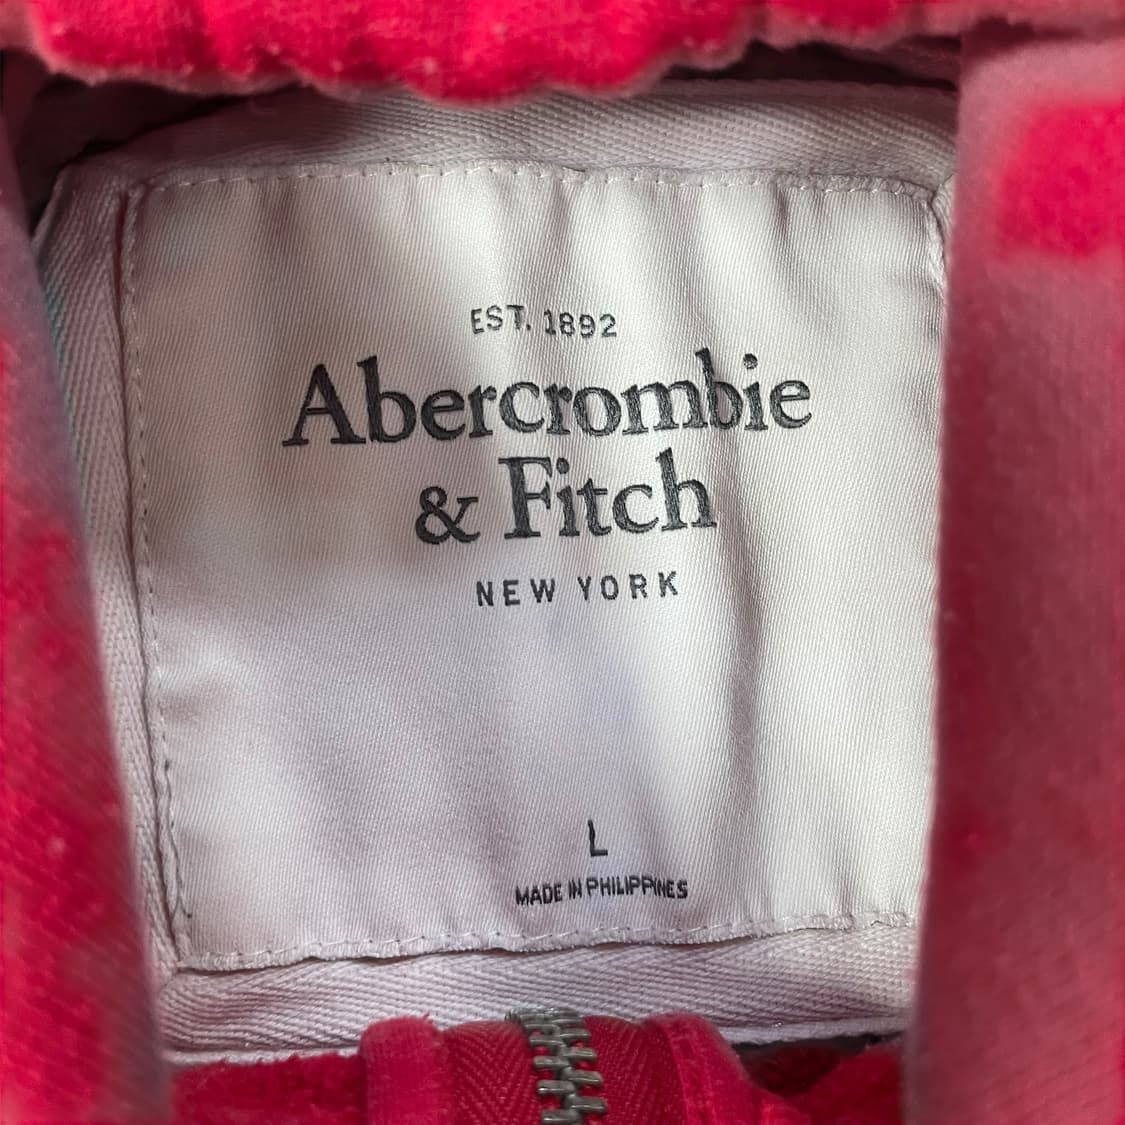 EST. 1892
Abercrombie
& Fitch
NEW YORK
L
MADE IN PHILIPPINES